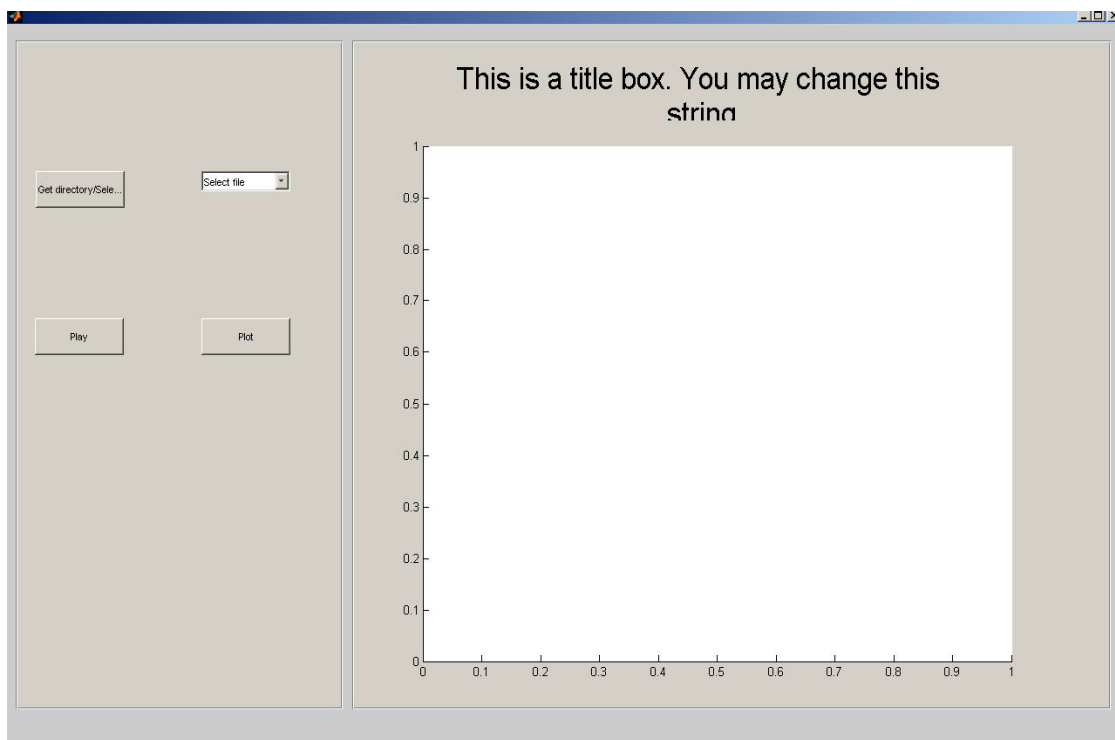 This is a title box. You may change this
string
Get directory/Sele...
Select file
Play
Plot
1
0.9
0.8
0.7
0.6
0.5
0.4
0.3
0.2
0.1
0
0 0.1 0.2 0.3 0.4 0.5 0.6 0.7 0.8 0.9 1